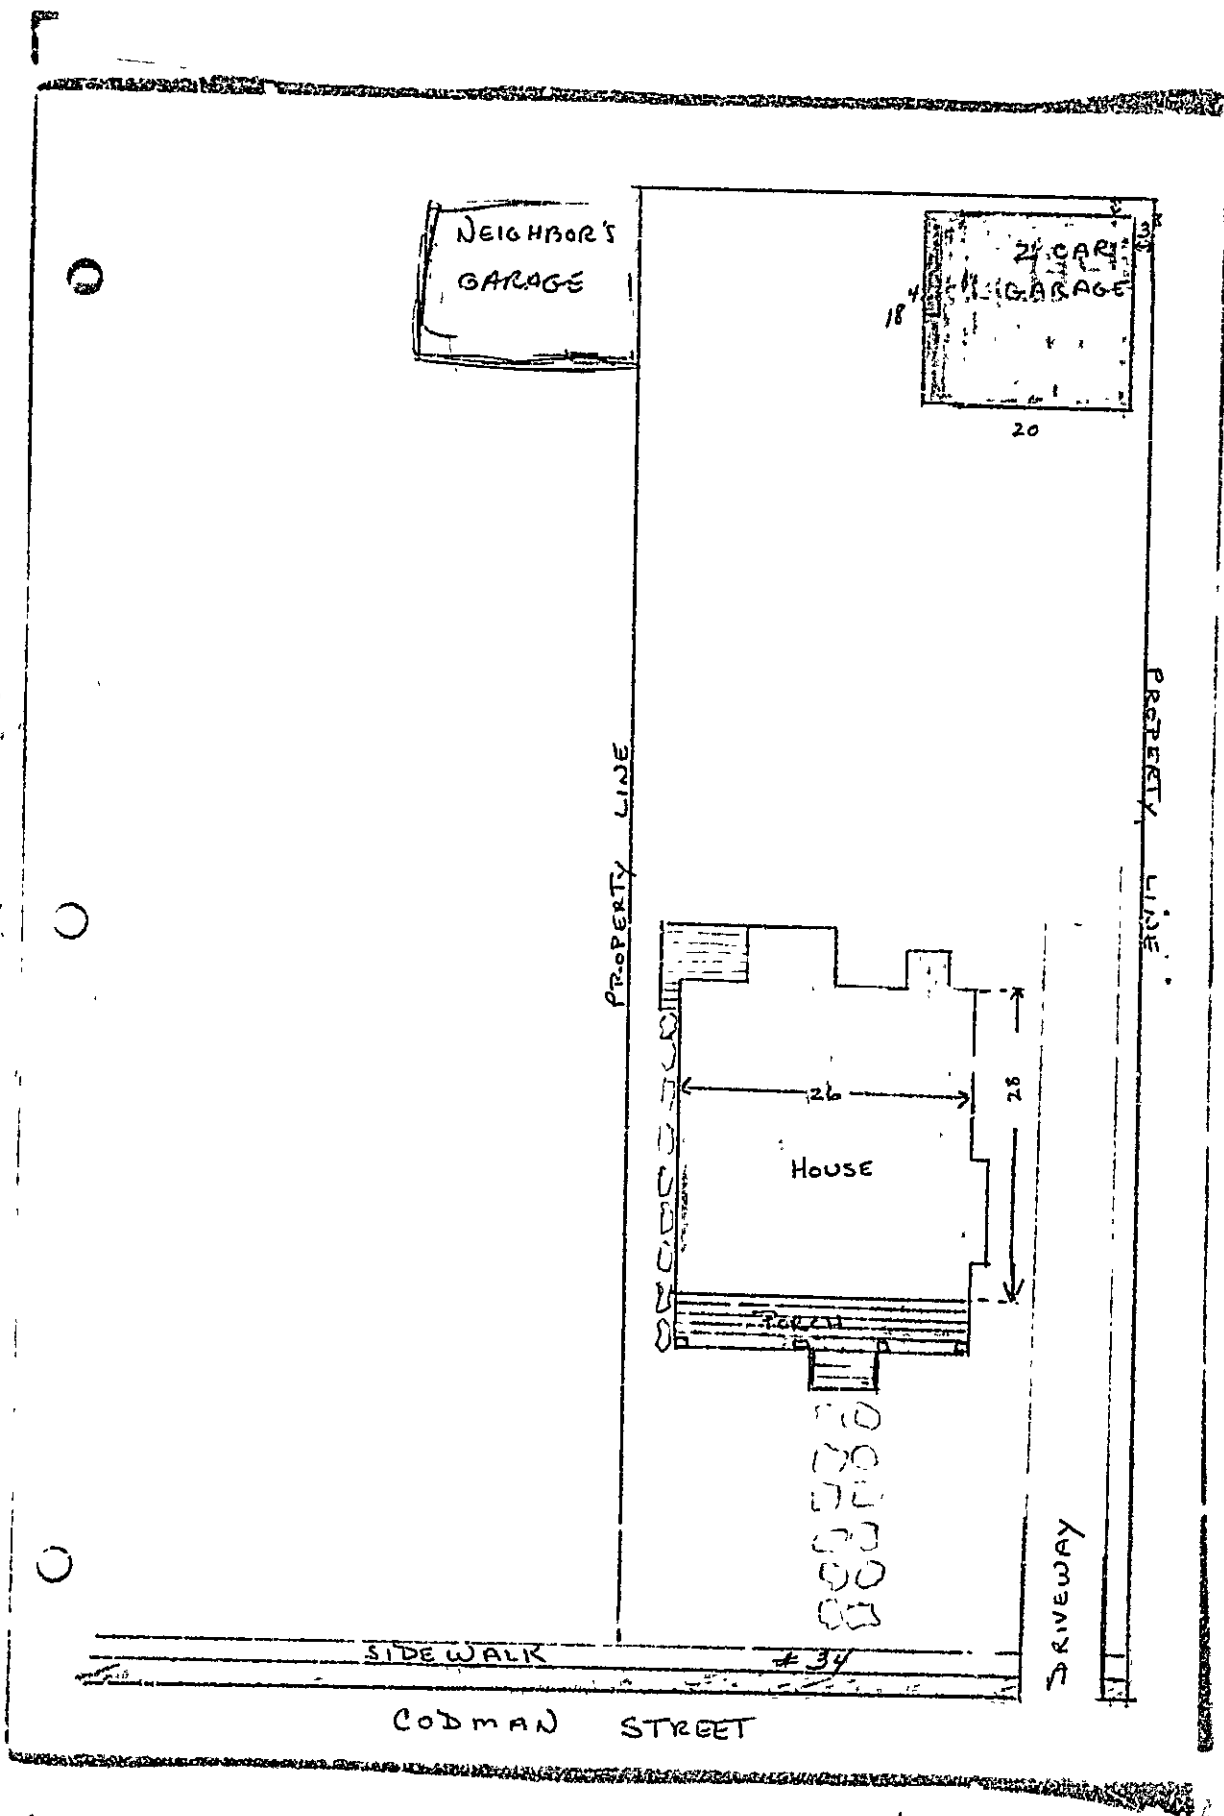 NEIGHBOR'S
GARAGE
2 CAR
GARAGE
3
18
20
PROPERTY LINE
PROPERTY LINE
26
28
HOUSE
PORCH
DRIVEWAY
SIDEWALK
# 34
CODMAN STREET